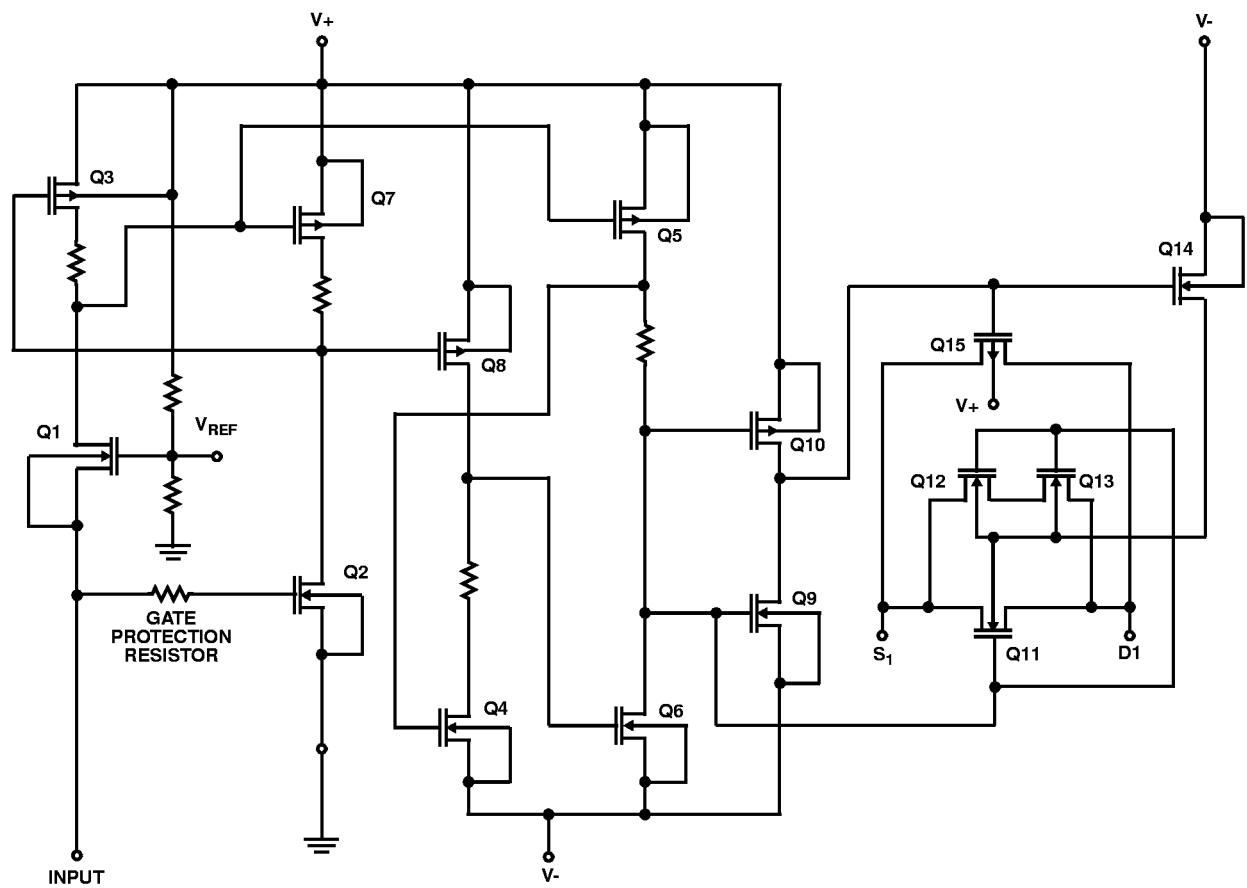 V+
V-
Q3
Q7
Q5
Q14
Q8
Q15
V+
Q1
VREF
Q10
Q12
Q13
Q2
Q9
GATE
PROTECTION
RESISTOR
S1
Q11
D1
Q4
Q6
INPUT
V-